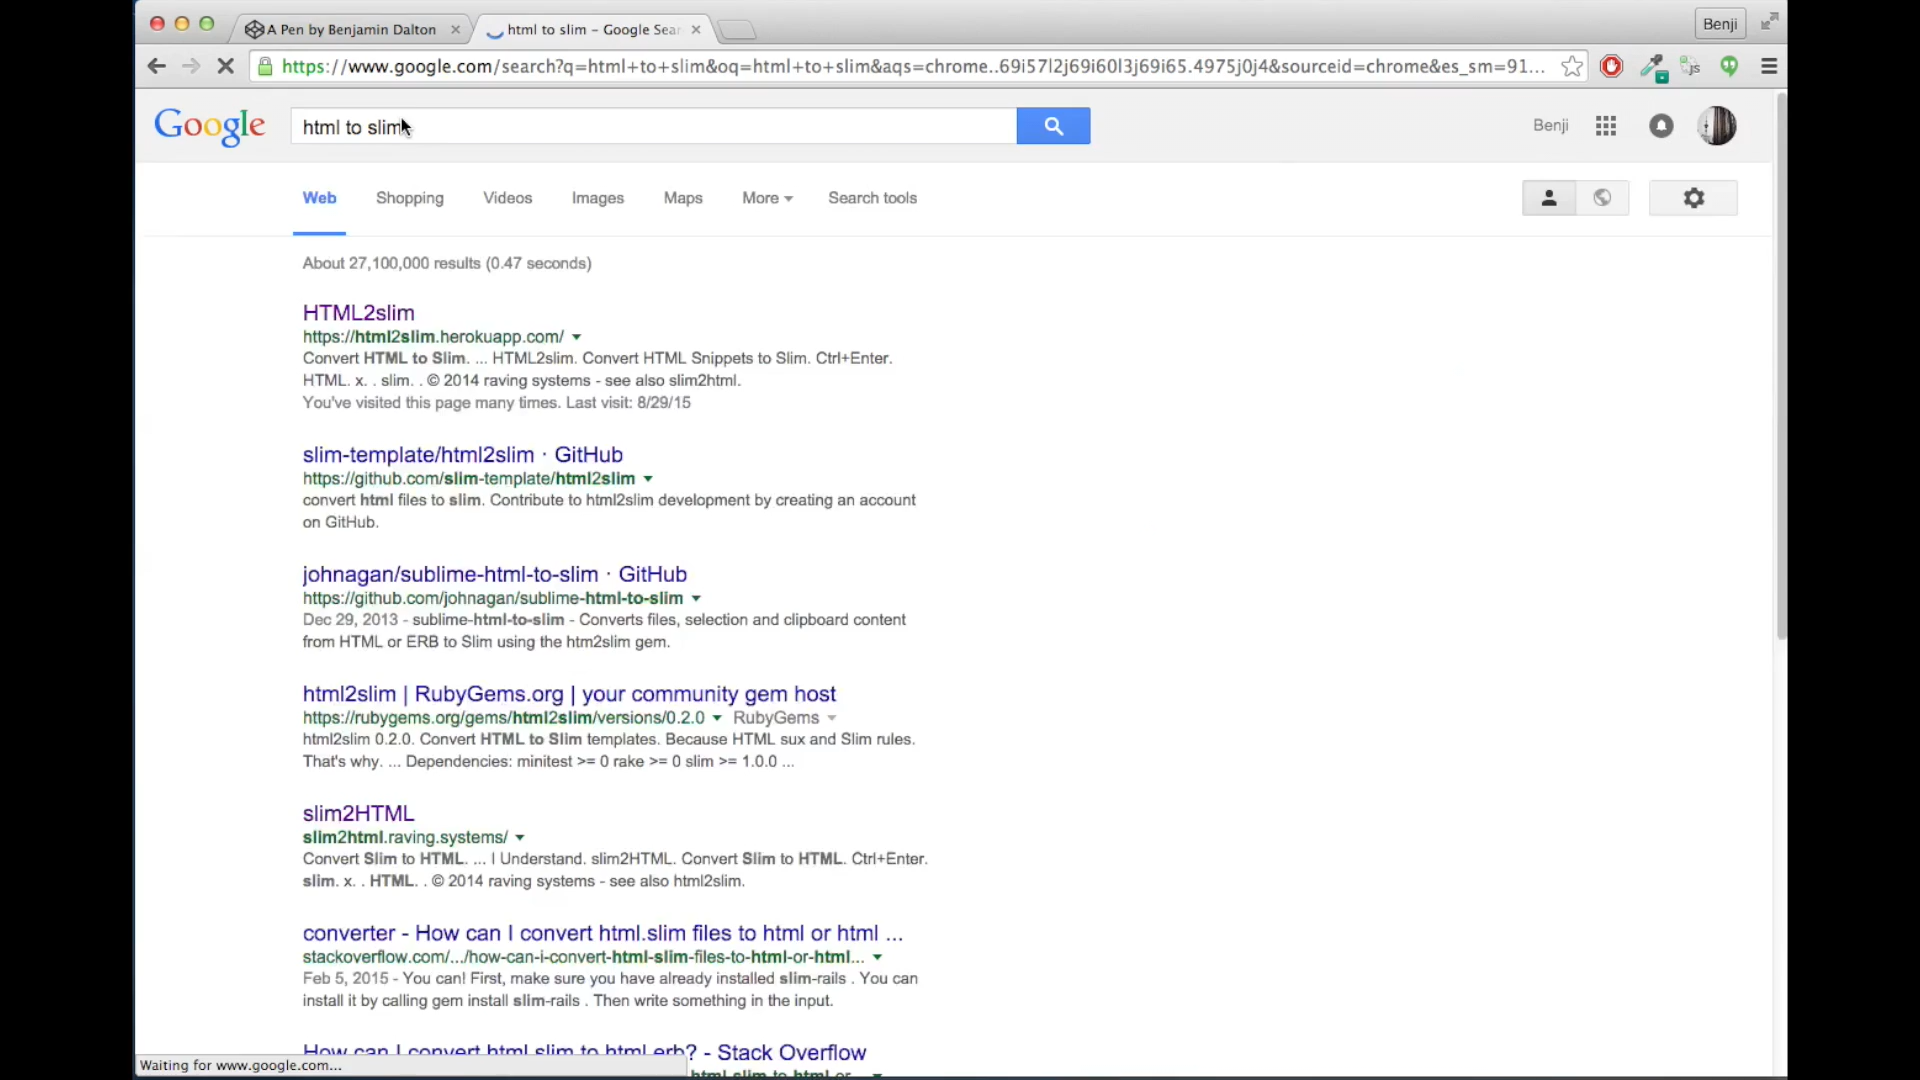 A Pen by Benjamin Dalton
html to slim - Google Sear
Benji
https://www.google.com/search?q=html+to+slim&oq=html+to+slim&aqs=chrome..69i57l2j69i60l3j69i65.4975j0j4&sourceid=chrome&es_sm=91...
js
Google
html to slim
Benji
Web
Shopping
Videos
Images
Maps
More
Search tools
About 27,100,000 results (0.47 seconds)
HTML2slim
https://html2slim.herokuapp.com/
Convert HTML to Slim. ... HTML2slim. Convert HTML Snippets to Slim. Ctrl+Enter.
HTML. x. . slim. . © 2014 raving systems - see also slim2html.
You've visited this page many times. Last visit: 8/29/15
slim-template/html2slim · GitHub
https://github.com/slim-template/html2slim
convert html files to slim. Contribute to html2slim development by creating an account
on GitHub.
johnagan/sublime-html-to-slim · GitHub
https://github.com/johnagan/sublime-html-to-slim
Dec 29, 2013 - sublime-html-to-slim - Converts files, selection and clipboard content
from HTML or ERB to Slim using the htm2slim gem.
html2slim | RubyGems.org | your community gem host
https://rubygems.org/gems/html2slim/versions/0.2.0 RubyGems
html2slim 0.2.0. Convert HTML to Slim templates. Because HTML sux and Slim rules.
That's why. ... Dependencies: minitest >= 0 rake >= 0 slim >= 1.0.0 ...
slim2HTML
slim2html.raving.systems/
Convert Slim to HTML. ... I Understand. slim2HTML. Convert Slim to HTML. Ctrl+Enter.
slim. x. . HTML. . © 2014 raving systems - see also html2slim.
converter - How can I convert html.slim files to html or html ...
stackoverflow.com/.../how-can-i-convert-html-slim-files-to-html-or-html...
Feb 5, 2015 - You can! First, make sure you have already installed slim-rails . You can
install it by calling gem install slim-rails . Then write something in the input.
How can I convert html.slim to html.erb? - Stack Overflow
html-slim-to-html-or
Waiting for www.google.com...